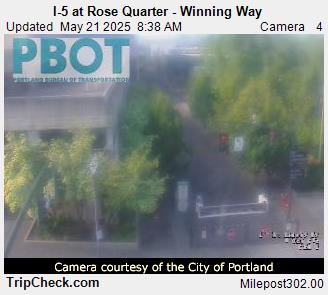 I-5 at Rose Quarter - Winning Way
Updated May 21 2025 8:38 AM Camera 4
PBOT
PORTLAND BUREAU OF TRANSPORTATION
Camera courtesy of the City of Portland
TripCheck.com Milepost302.00